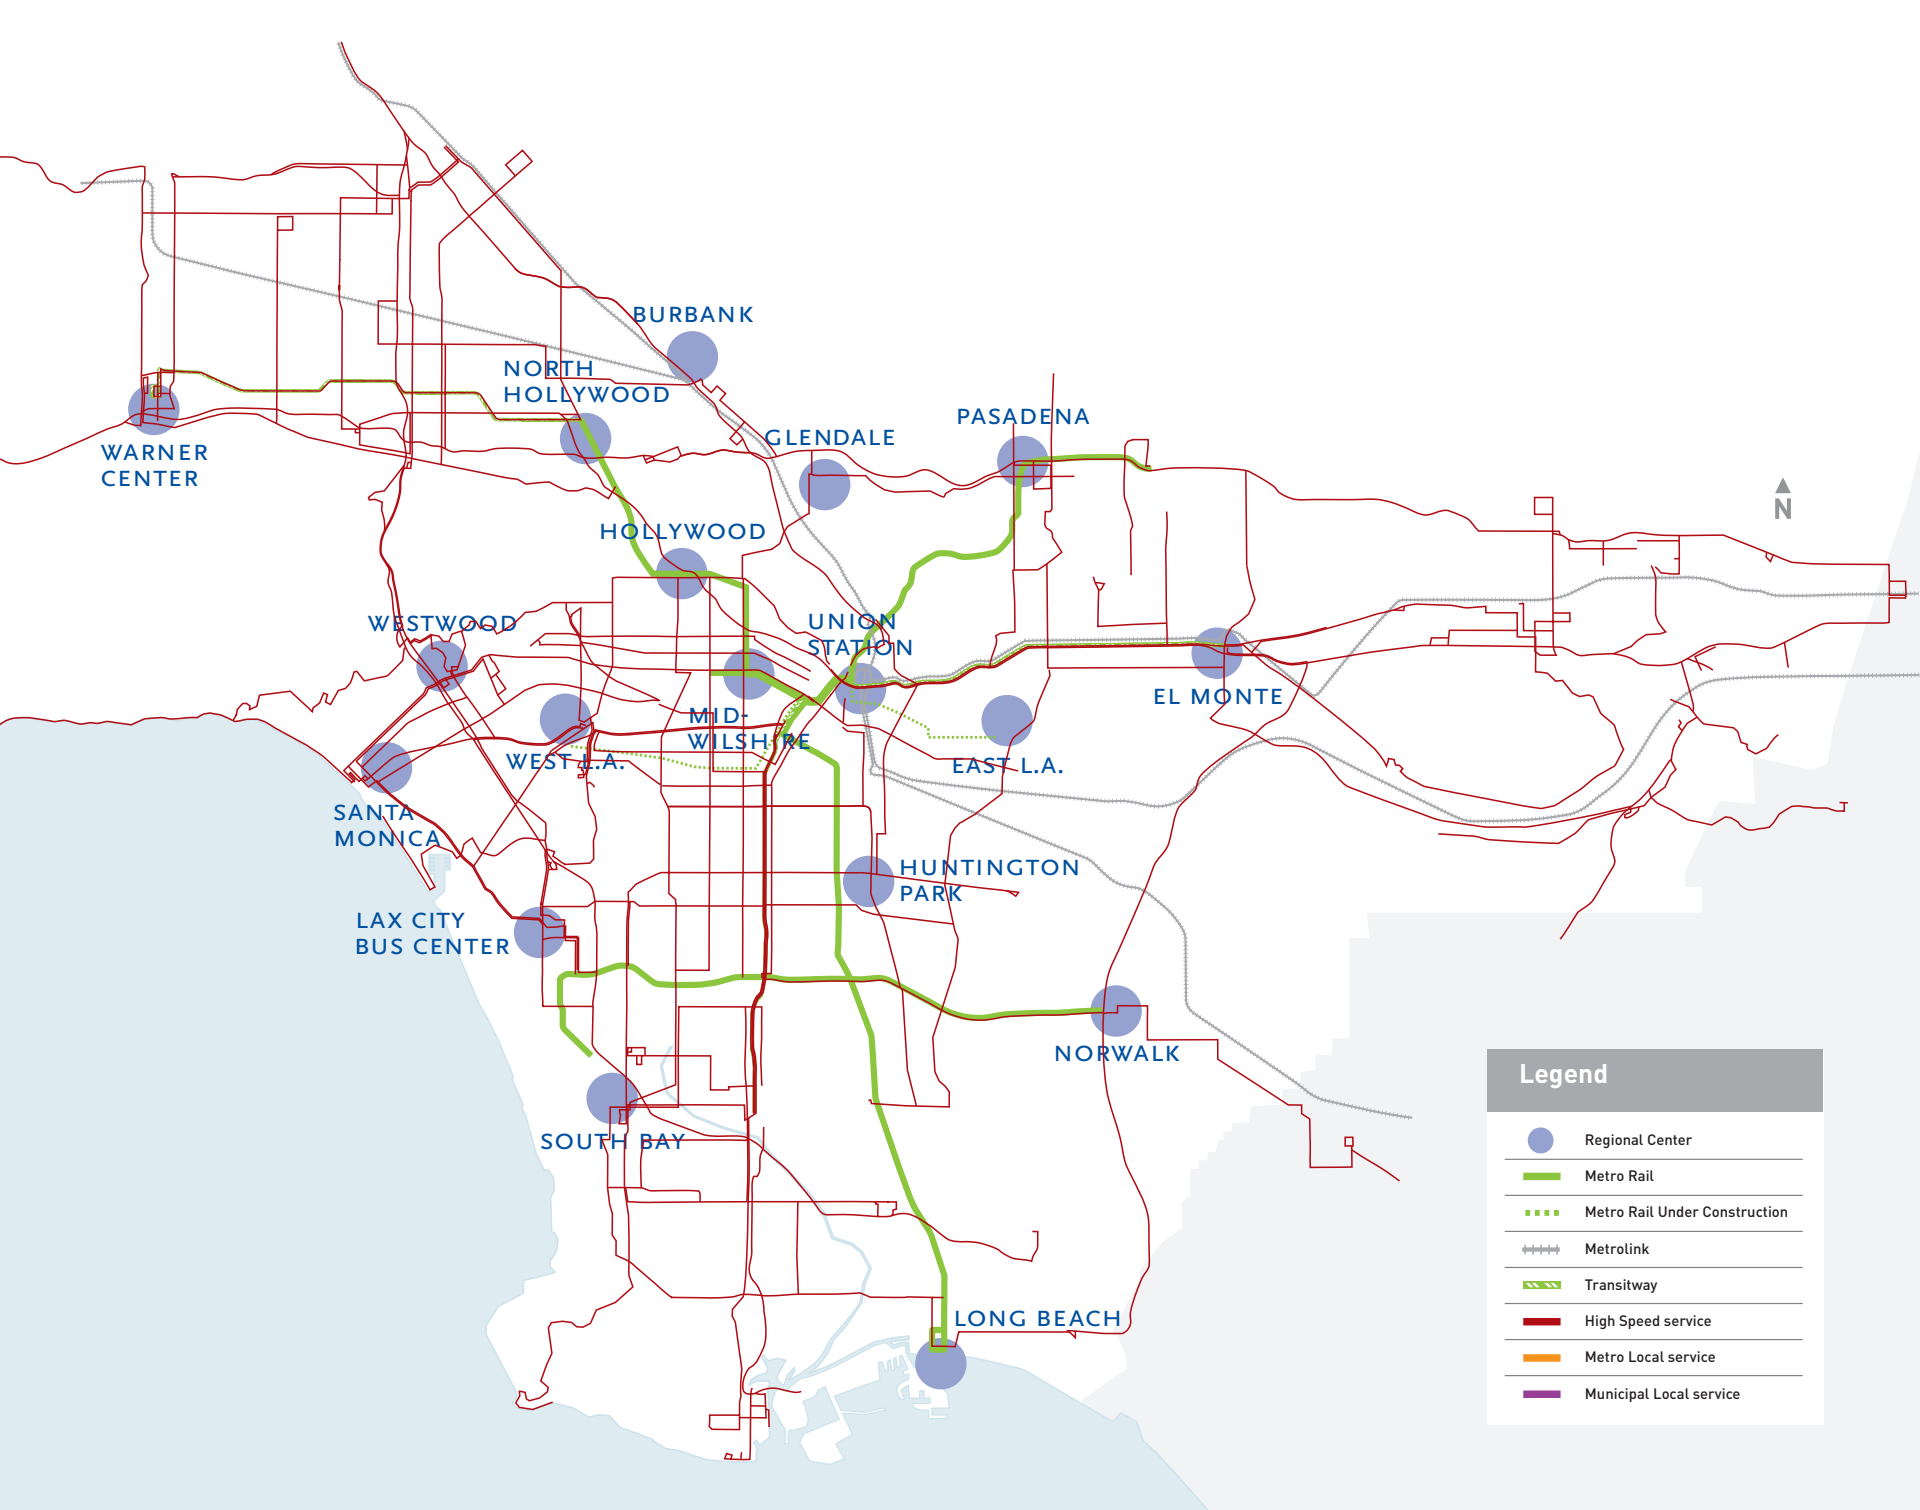 BURBANK
NORTH
HOLLYWOOD
PASADENA
GLENDALE
WARNER
CENTER
N
HOLLYWOOD
WESTWOOD
UNION
STATION
EL MONTE
MID-
WILSHIRE
WEST L.A.
EAST L.A.
SANTA
MONICA
HUNTINGTON
PARK
LAX CITY
BUS CENTER
NORWALK
SOUTH BAY
LONG BEACH
Legend
Regional Center
Metro Rail
Metro Rail Under Construction
Metrolink
Transitway
High Speed service
Metro Local service
Municipal Local service